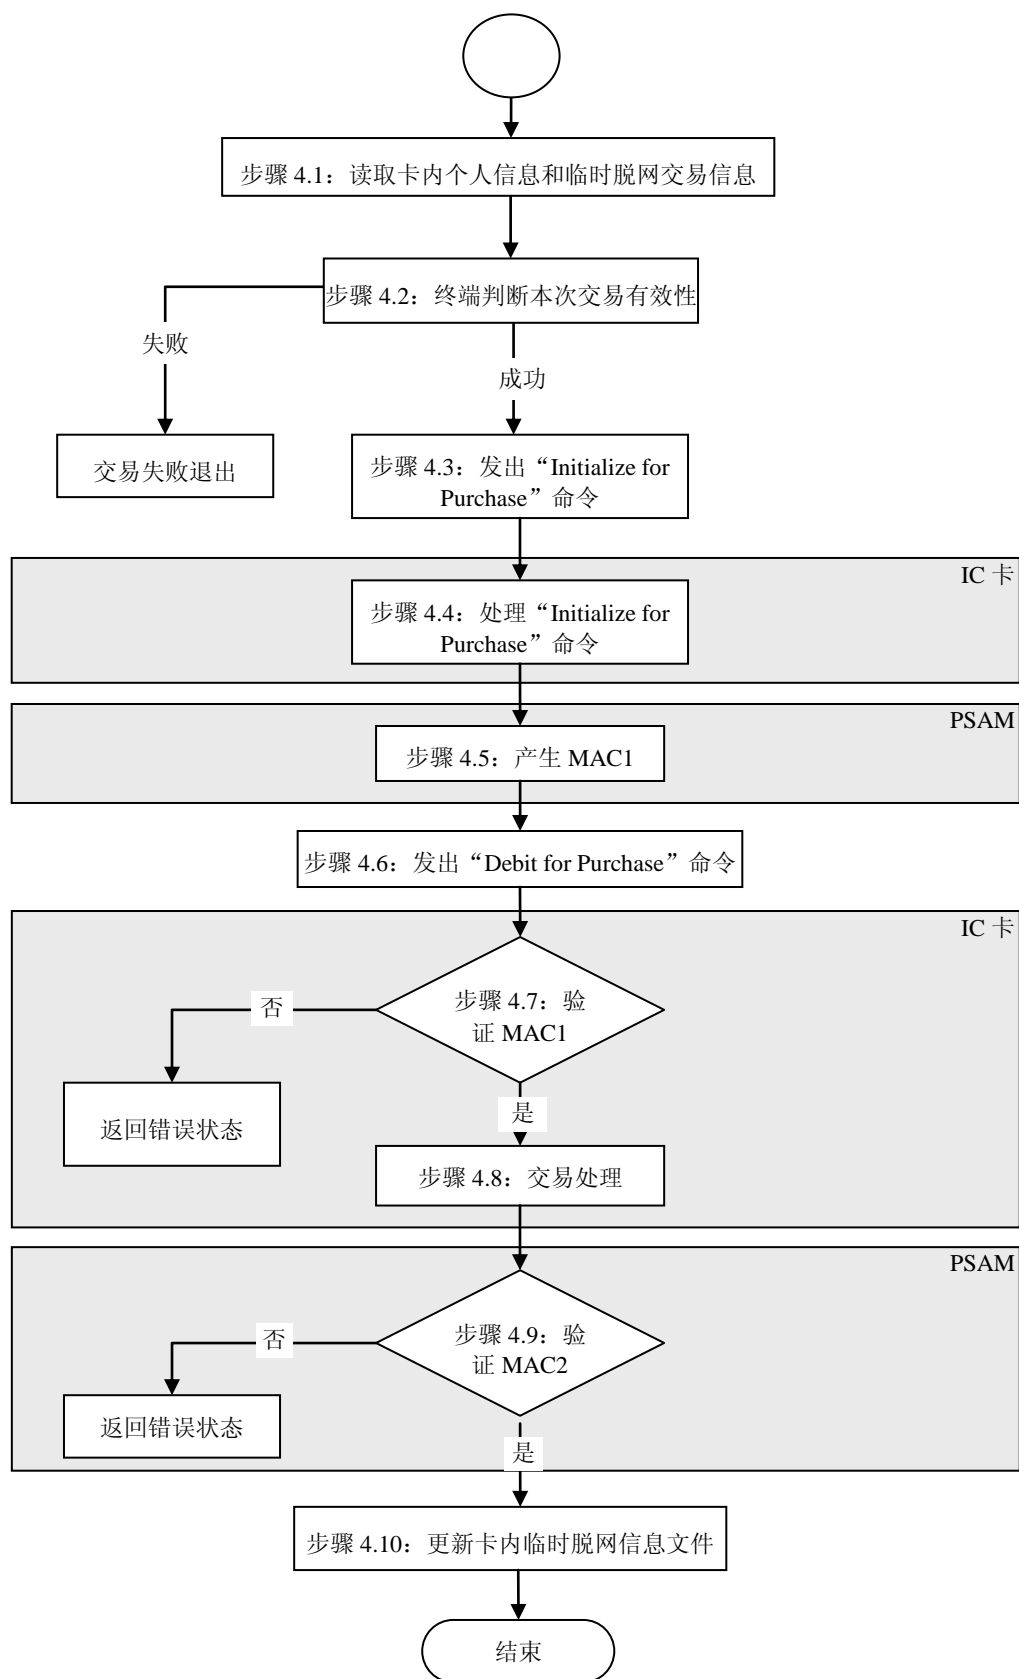 步骤 4.1：读取卡内个人信息和临时脱网交易信息
步骤 4.2：终端判断本次交易有效性
失败
成功
交易失败退出
步骤 4.3：发出“Initialize for
Purchase”命令
IC 卡
步骤 4.4：处理“Initialize for
Purchase”命令
PSAM
步骤 4.5：产生 MAC1
步骤 4.6：发出“Debit for Purchase”命令
IC 卡
步骤 4.7：验
证 MAC1
否
返回错误状态
是
步骤 4.8：交易处理
PSAM
步骤 4.9：验
证 MAC2
否
返回错误状态
是
步骤 4.10：更新卡内临时脱网信息文件
结束